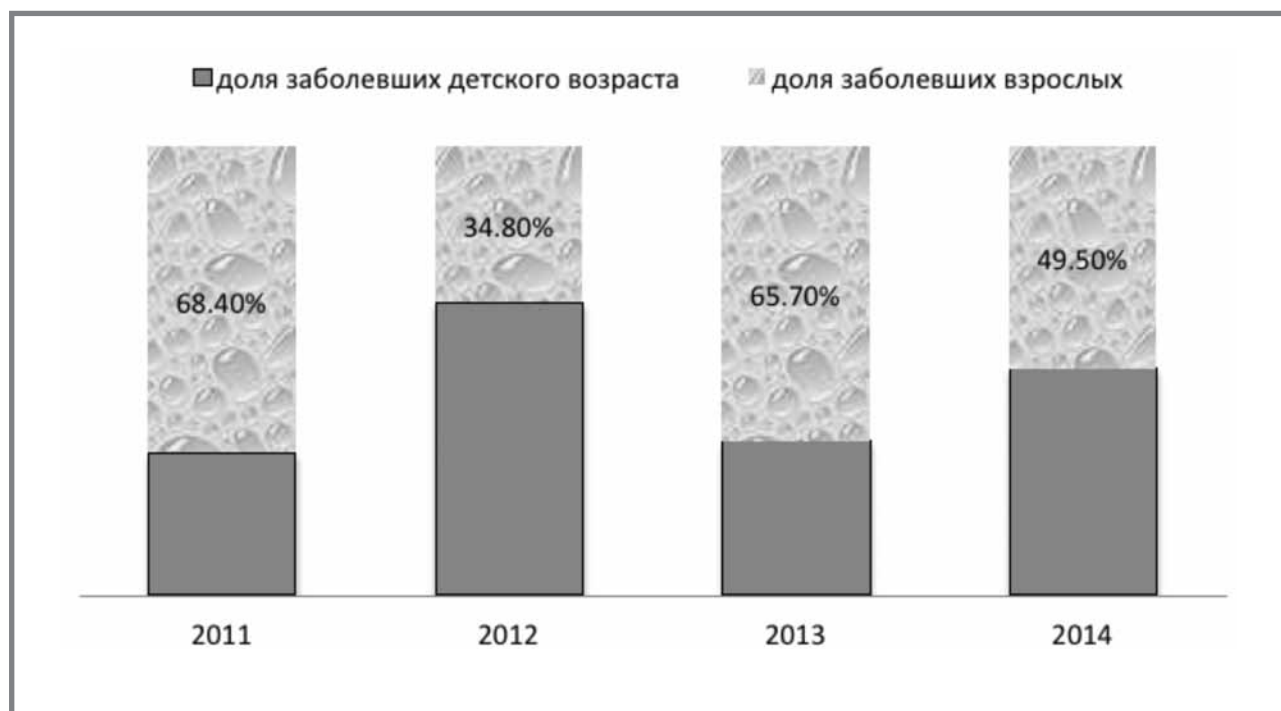 доля заболевших детского возраста доля заболевших взрослых
68.40%
34.80%
65.70%
49.50%
2011 2012 2013 2014